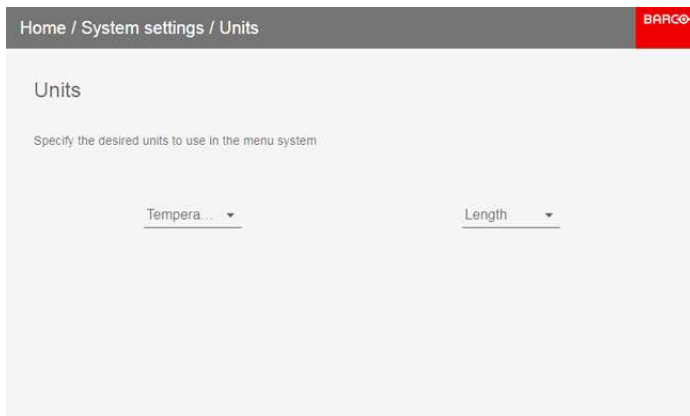 Home / System settings / Units
BARCO
Units
Specify the desired units to use in the menu system
Tempera...
Length